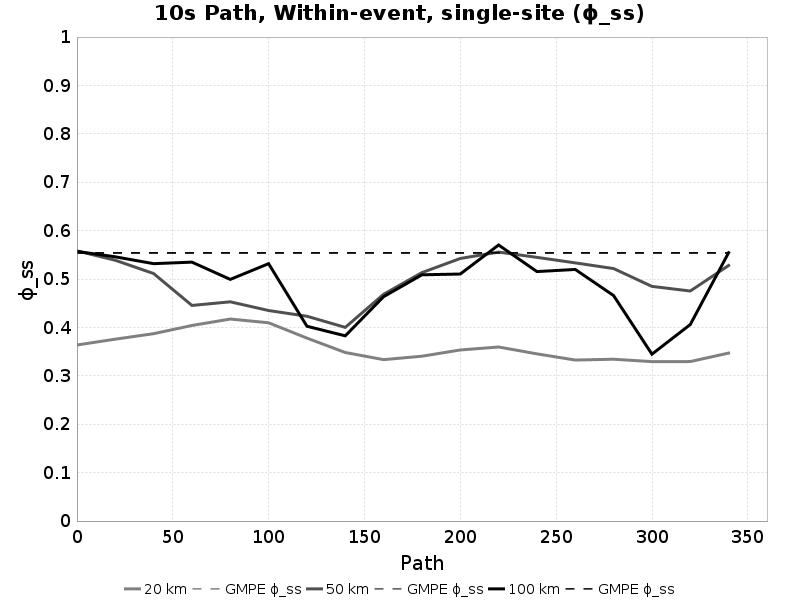 10s Path, Within-event, single-site (ϕ_ss)
1
0.9
0.8
0.7
0.6
0.5
0.4
0.3
0.2
0.1
0
ϕ_ss
0 50 100 150 200 250 300 350
Path
20 km GMPE ϕ_ss 50 km GMPE ϕ_ss 100 km GMPE ϕ_ss